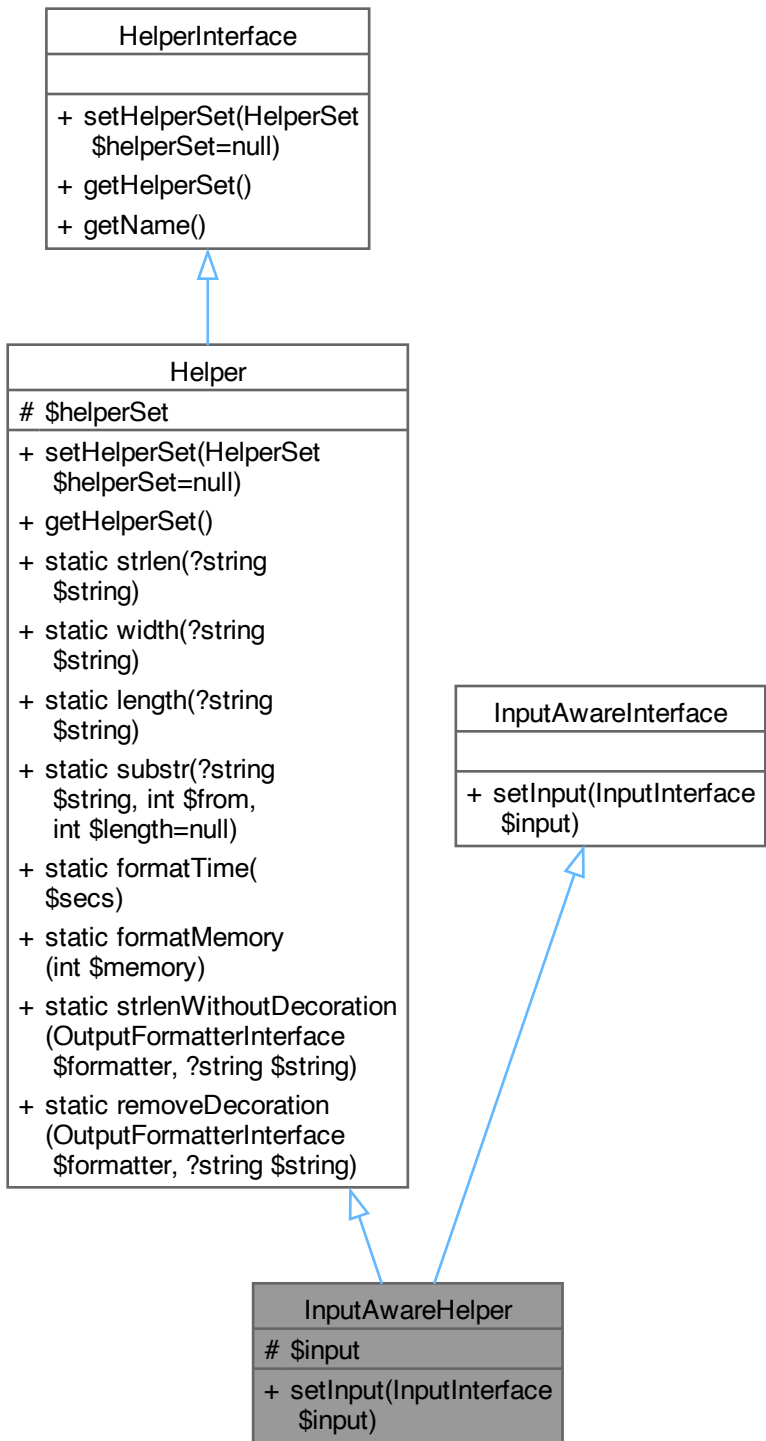 HelperInterface
+ setHelperSet(HelperSet
$helperSet=null)
+ getHelperSet()
+ getName()
Helper
# $helperSet
+ setHelperSet(HelperSet
$helperSet=null)
+ getHelperSet()
+ static strlen(?string
$string)
+ static width(?string
$string)
+ static length(?string
$string)
+ static substr(?string
$string, int $from,
int $length=null)
+ static formatTime(
$secs)
+ static formatMemory
(int $memory)
+ static strlenWithoutDecoration
(OutputFormatterInterface
$formatter, ?string $string)
+ static removeDecoration
(OutputFormatterInterface
$formatter, ?string $string)
InputAwareInterface
+ setInput(InputInterface
$input)
InputAwareHelper
# $input
+ setInput(InputInterface
$input)